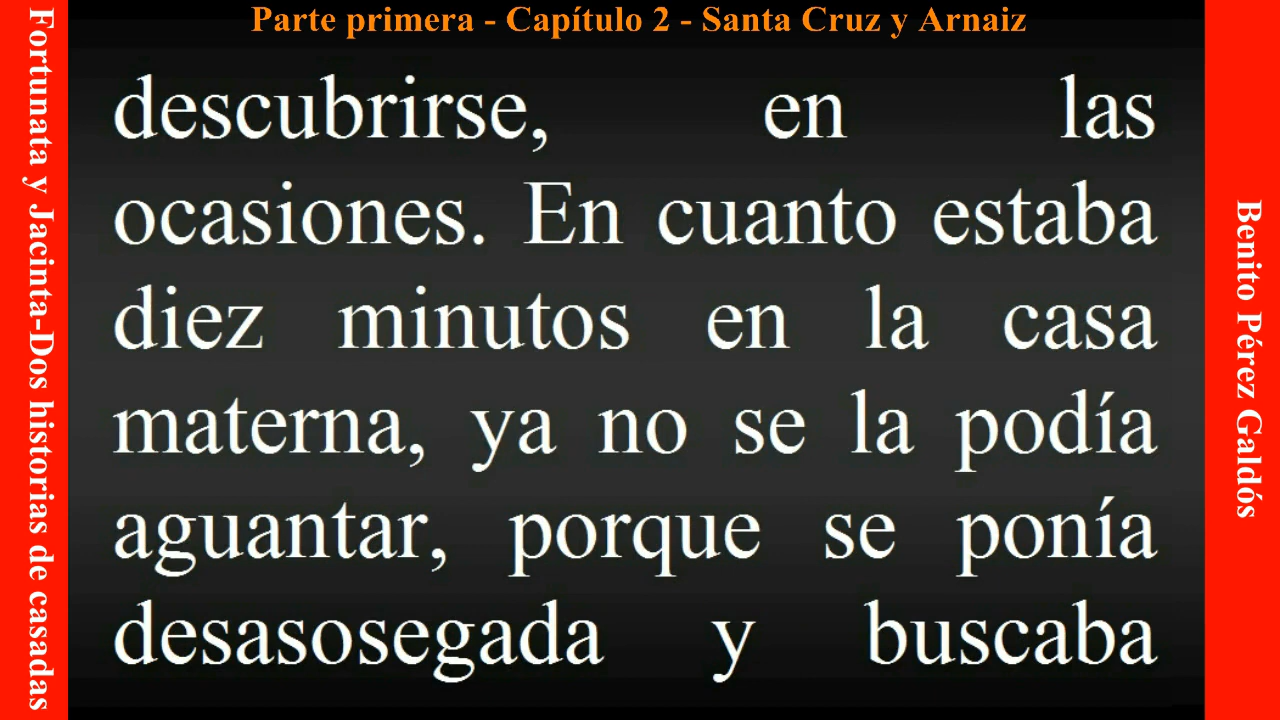 Parte primera - Capítulo 2 - Santa Cruz y Arnaiz
Fortunata y Jacinta-Dos historias de casadas
descubrirse, en las
ocasiones. En cuanto estaba
diez minutos en la casa
materna, ya no se la podía
aguantar, porque se ponía
desasosegada y buscaba
Benito Pérez Galdós